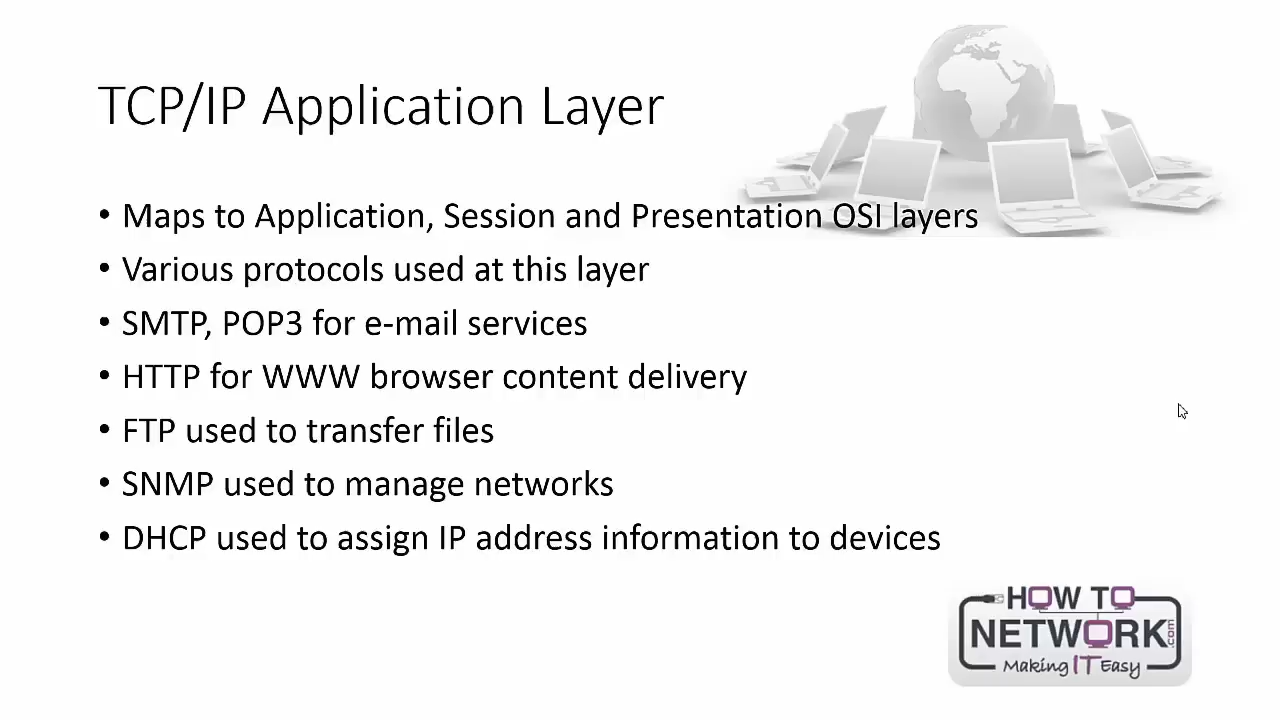 TCP/IP Application Layer
• Maps to Application, Session and Presentation OSI layers
• Various protocols used at this layer
• SMTP, POP3 for e-mail services
• HTTP for WWW browser content delivery
• FTP used to transfer files
• SNMP used to manage networks
• DHCP used to assign IP address information to devices
HOW TO
NETWORK.com
Making IT Easy